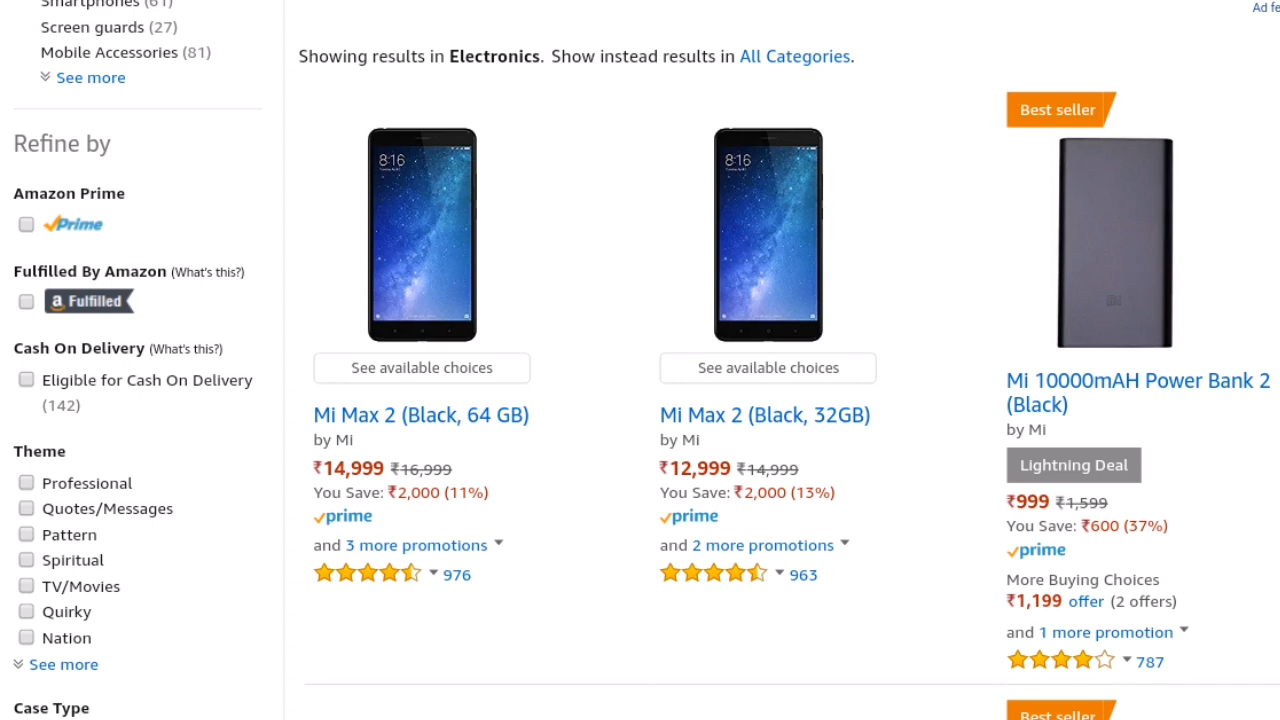 Smartphones (61)
Screen guards (27)
Mobile Accessories (81)
See more
Refine by
Amazon Prime
Prime
Fulfilled By Amazon (What's this?)
a Fulfilled
Cash On Delivery (What's this?)
Eligible for Cash On Delivery
(142)
Theme
Professional
Quotes/Messages
Pattern
Spiritual
TV/Movies
Quirky
Nation
See more
Case Type
Ad fe
Showing results in Electronics. Show instead results in All Categories.
8:16
See available choices
Mi Max 2 (Black, 64 GB)
by Mi
₹14,999 ₹16,999
You Save: ₹2,000 (11%)
prime
and 3 more promotions
976
8:16
See available choices
Mi Max 2 (Black, 32GB)
by Mi
₹12,999 ₹14,999
You Save: ₹2,000 (13%)
prime
and 2 more promotions
963
Best seller
Mi 10000mAH Power Bank 2
(Black)
by Mi
Lightning Deal
₹999 ₹1,599
You Save: ₹600 (37%)
prime
More Buying Choices
₹1,199 offer (2 offers)
and 1 more promotion
787
Best seller